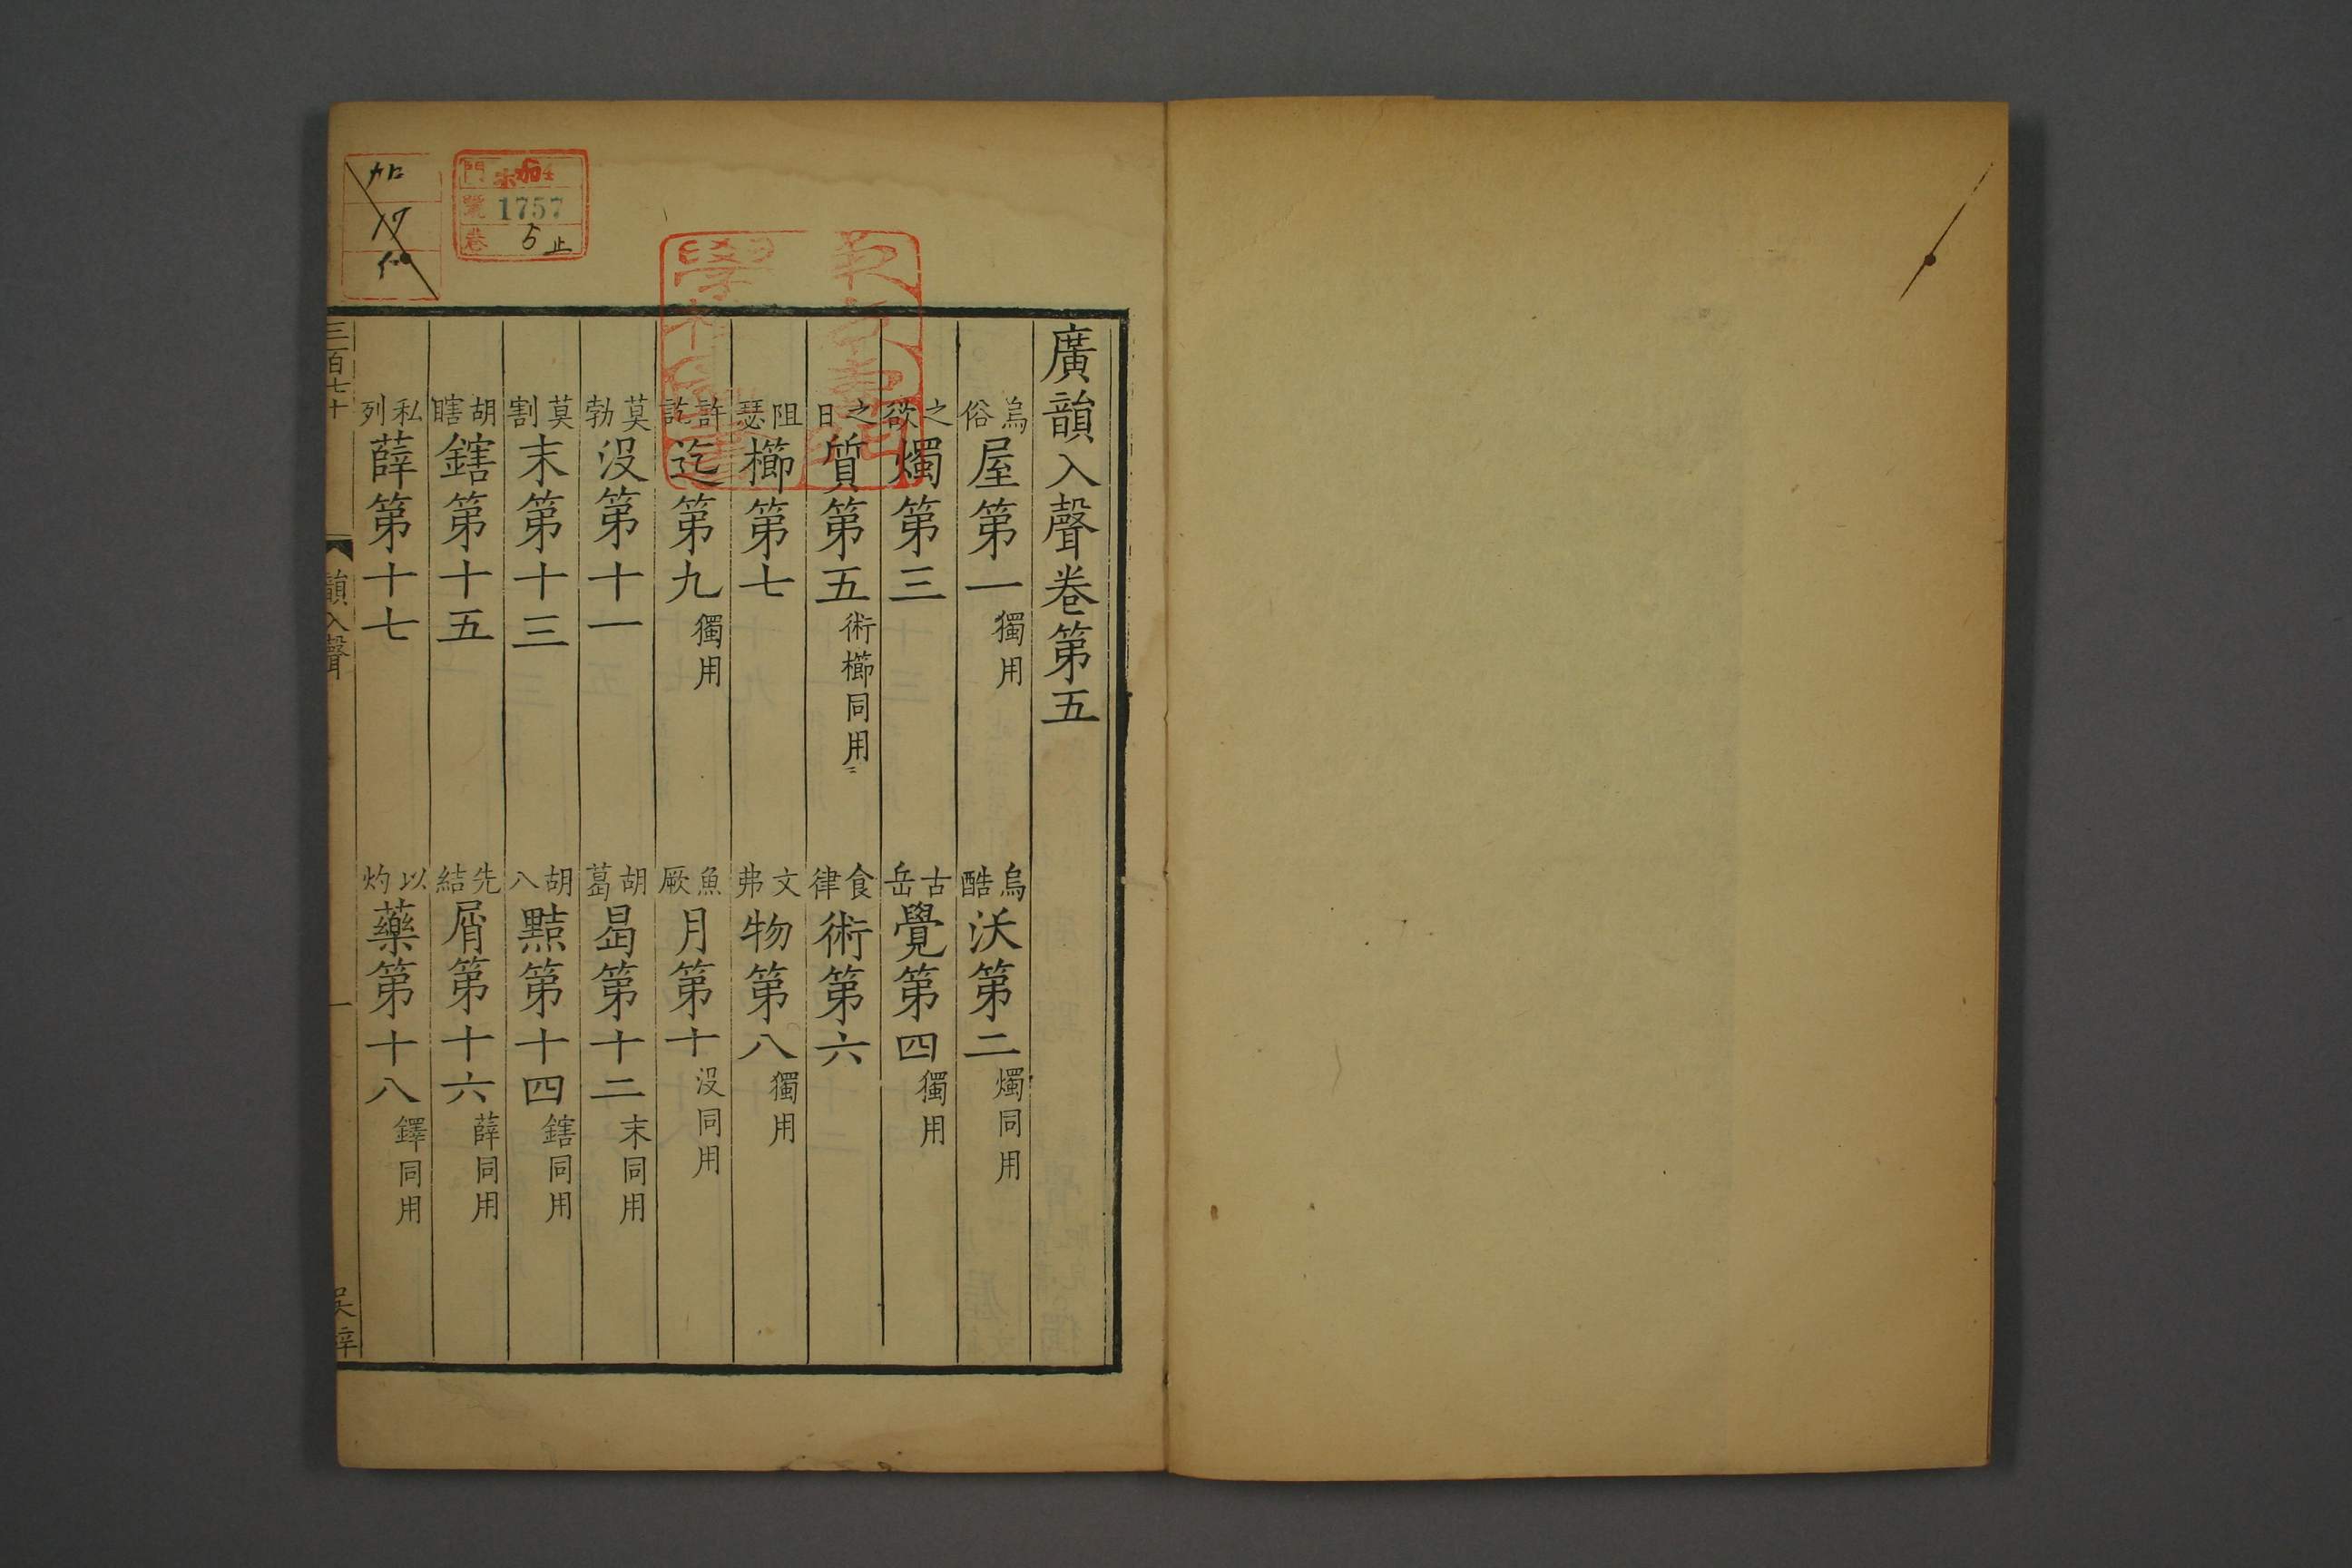 廣韻入聲卷第五
烏俗屋第一獨用 烏酷沃第二燭同用
之欲燭第三 古岳覺第四獨用
之日質第五術櫛同用 食律術第六
阻瑟櫛第七 文弗物第八獨用
許訖迄第九獨用 魚厥月第十没同用
莫勃没第十一 胡葛曷第十二末同用
莫割末第十三 胡八黠第十四鎋同用
胡瞎鎋第十五 先結屑第十六薛同用
私列薛第十七 以灼藥第十八鐸同用
三百七十
韻入聲
一
門
號 1757
卷 5止
17